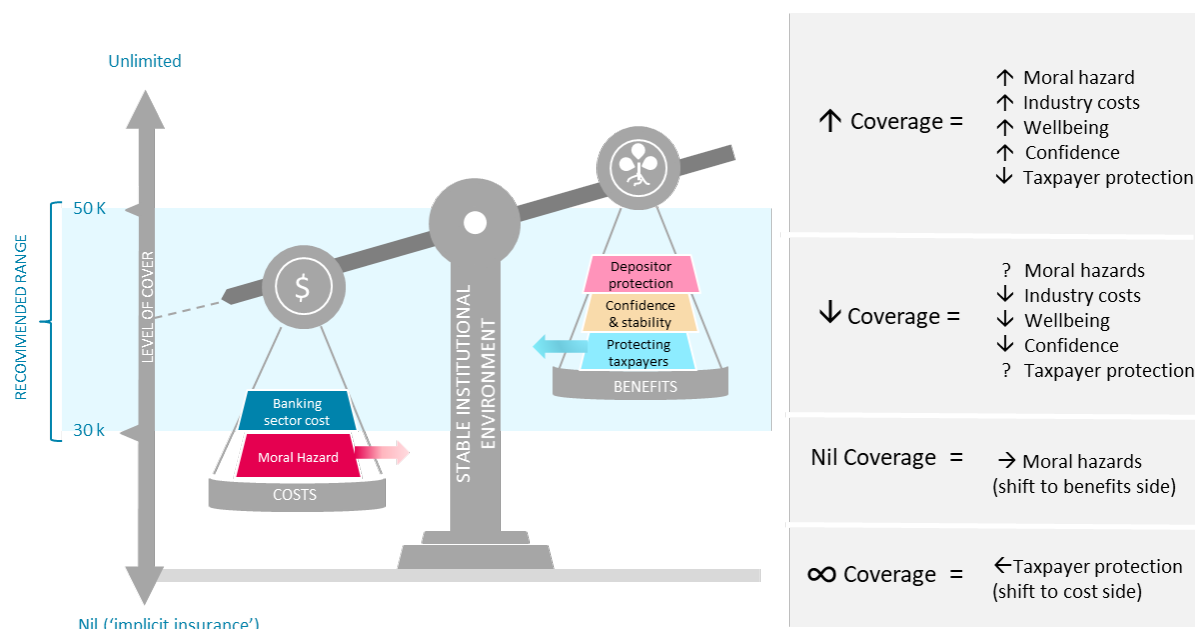 Unlimited
50 K
RECOMMENDED RANGE
LEVEL OF COVER
30 k
Nil (‘implicit insurance’)
$
Banking
sector cost
Moral Hazard
COSTS
STABLE INSTITUTIONAL
ENVIRONMENT
Depositor
protection
Confidence
& stability
Protecting
taxpayers
BENEFITS
↑ Coverage =
↑ Moral hazard
↑ Industry costs
↑ Wellbeing
↑ Confidence
↓ Taxpayer protection
↓ Coverage =
? Moral hazards
↓ Industry costs
↓ Wellbeing
↓ Confidence
? Taxpayer protection
Nil Coverage =
→ Moral hazards
(shift to benefits side)
∞ Coverage =
←Taxpayer protection
(shift to cost side)